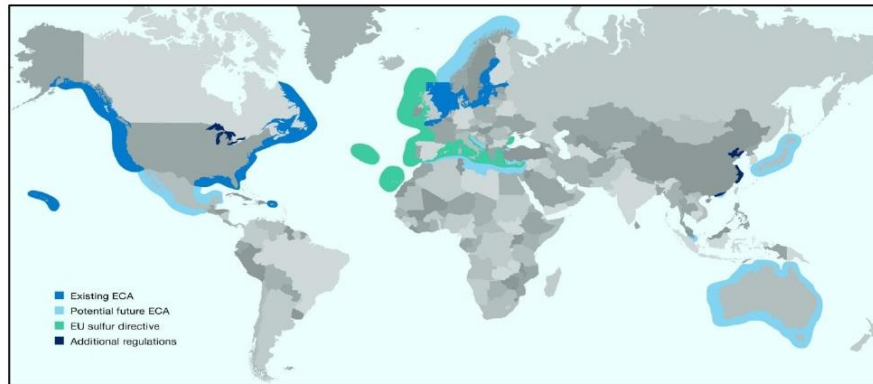 Existing ECA
Potential future ECA
EU sulfur directive
Additional regulations